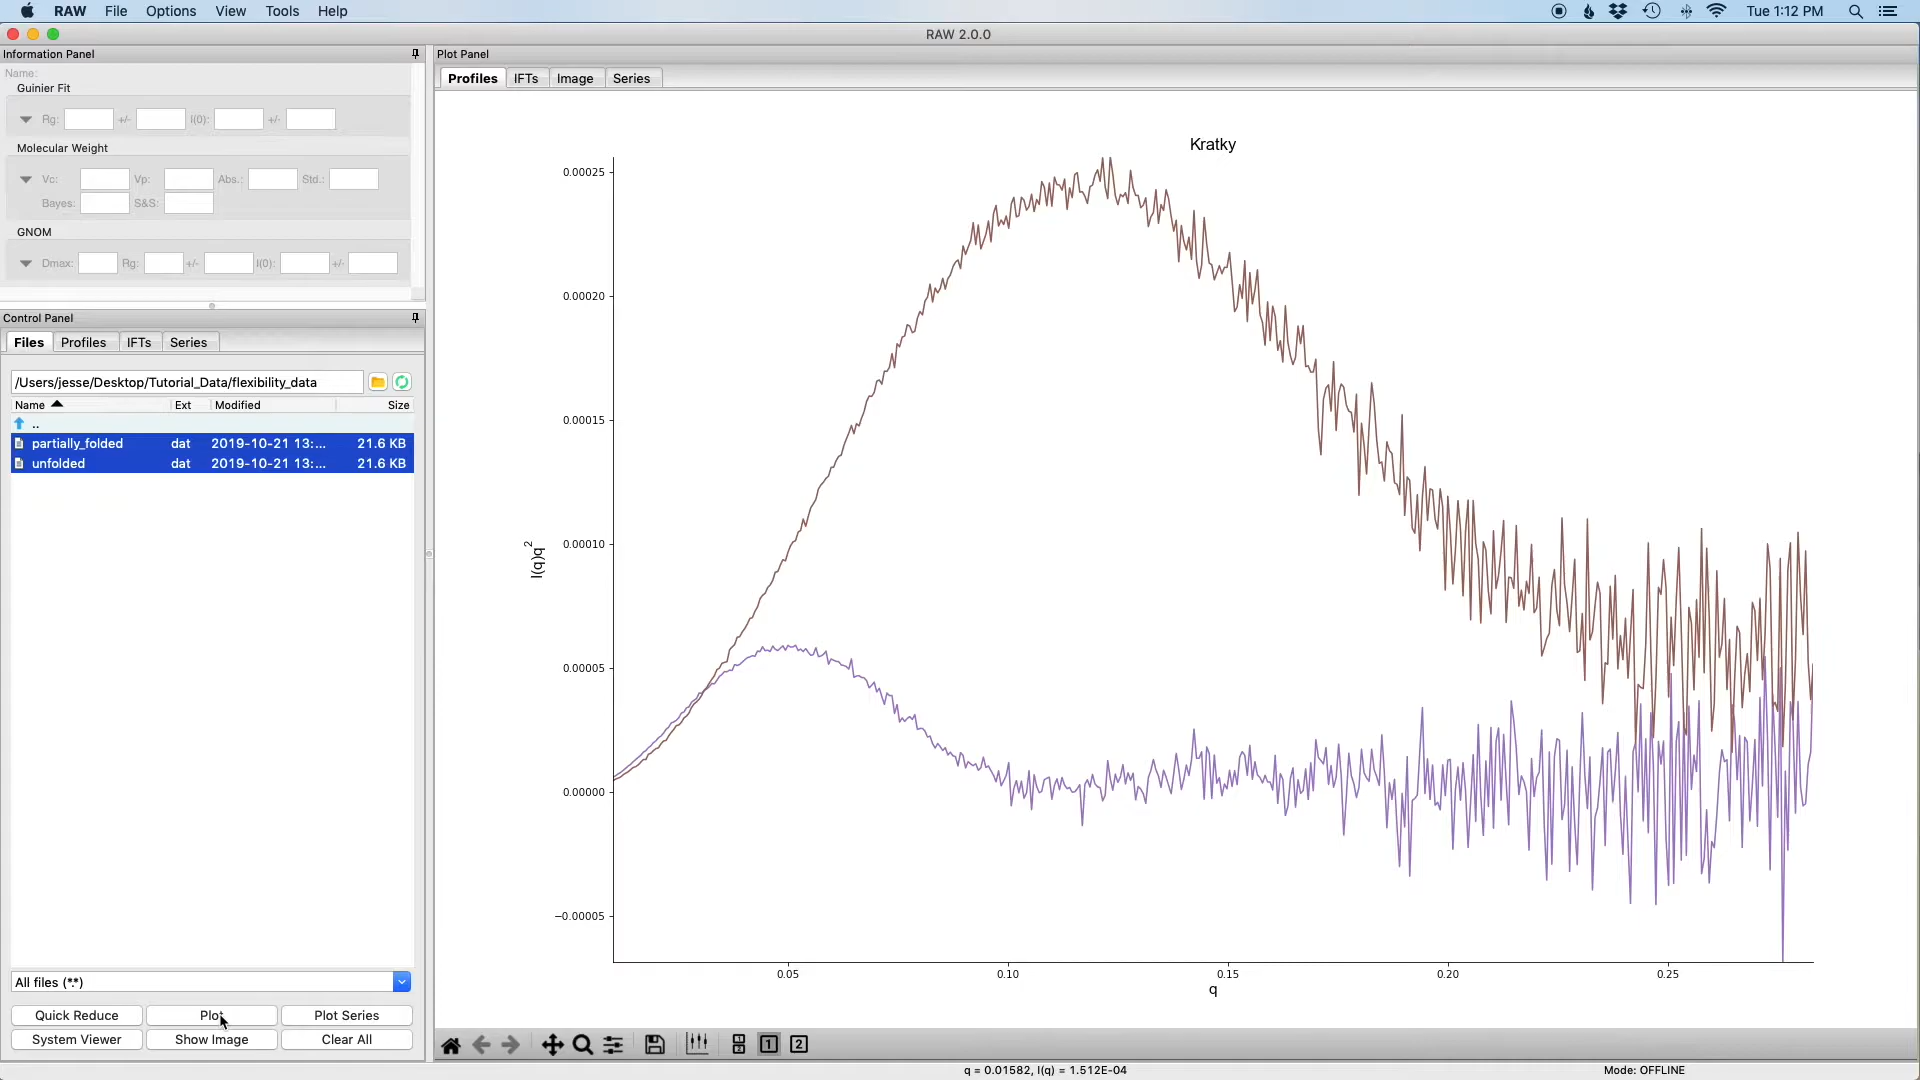 RAW File Options View Tools Help Tue 1:12 PM
RAW 2.0.0
Information Panel
Plot Panel
Name:
Profiles IFTs Image Series
Guinier Fit
Rg: +/- I(0): +/-
Molecular Weight
Vc: Vp: Abs.: Std.:
Bayes: S&S:
GNOM
Dmax: Rg: +/- I(0): +/-
Control Panel
Files Profiles IFTs Series
/Users/jesse/Desktop/Tutorial_Data/flexibility_data
Name Ext Modified Size
..
partially_folded dat 2019-10-21 13:... 21.6 KB
unfolded dat 2019-10-21 13:... 21.6 KB
All files (*.*)
Quick Reduce Plot Plot Series
System Viewer Show Image Clear All
Kratky
0.00025
0.00020
0.00015
0.00010
0.00005
0.00000
−0.00005
I(q)q²
0.05 0.10 0.15 0.20 0.25
q
1 2
q = 0.01582, I(q) = 1.512E-04 Mode: OFFLINE